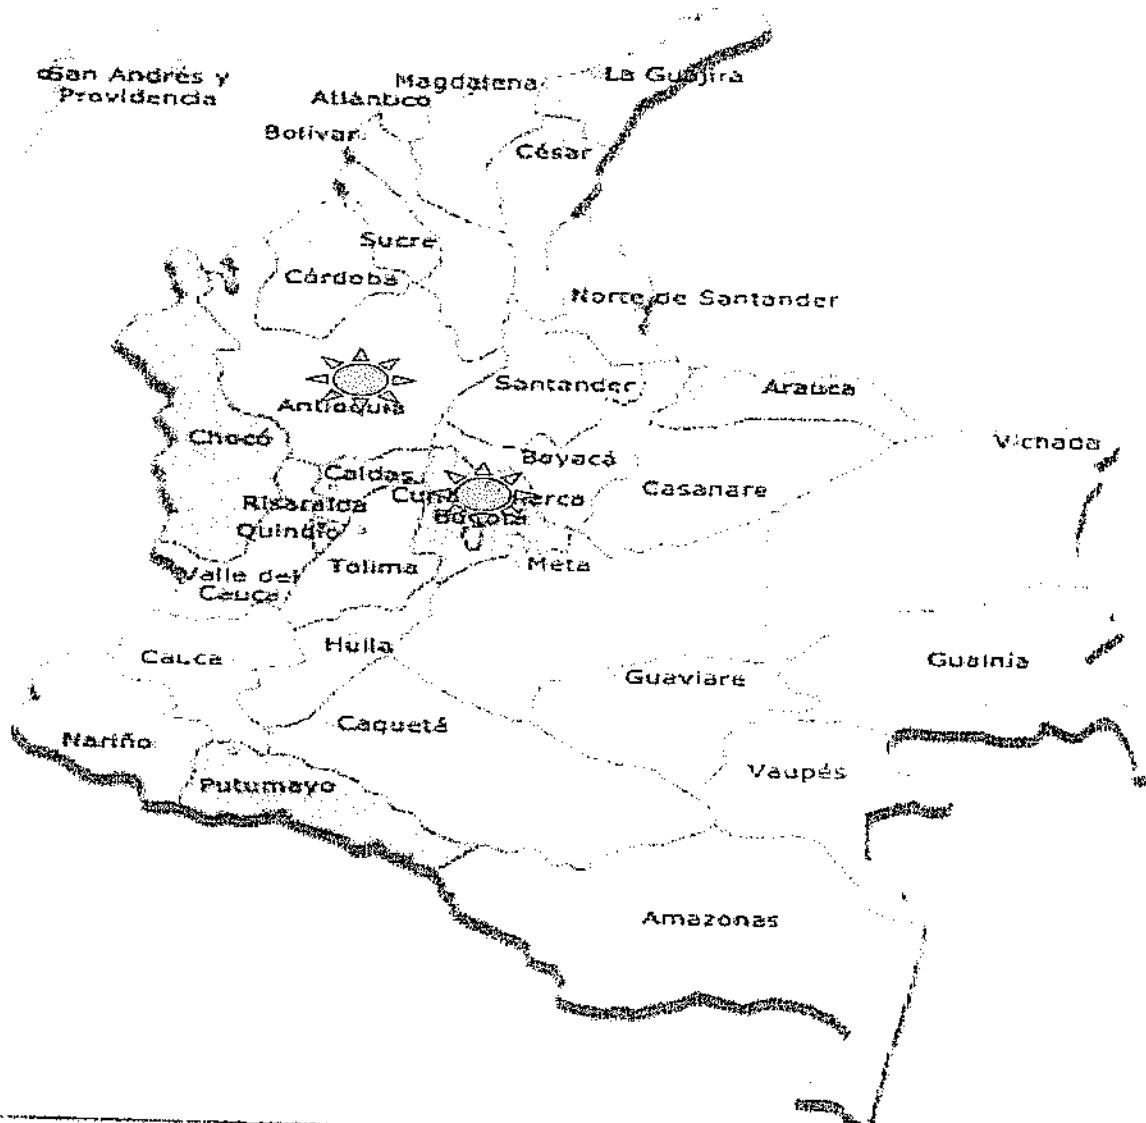 San Andrés y
Providencia
Magdalena
La Guajira
Atlántico
Bolívar
César
Sucre
Córdoba
Norte de Santander
Santander
Arauca
Antioquia
Chocó
Vichada
Boyacá
Caldas
Casanare
Risaralda
Bogotá
Quindío
Tolima
Meta
Valle del
Cauca
Huila
Cauca
Guainía
Guaviare
Caquetá
Nariño
Vaupés
Putumayo
Amazonas